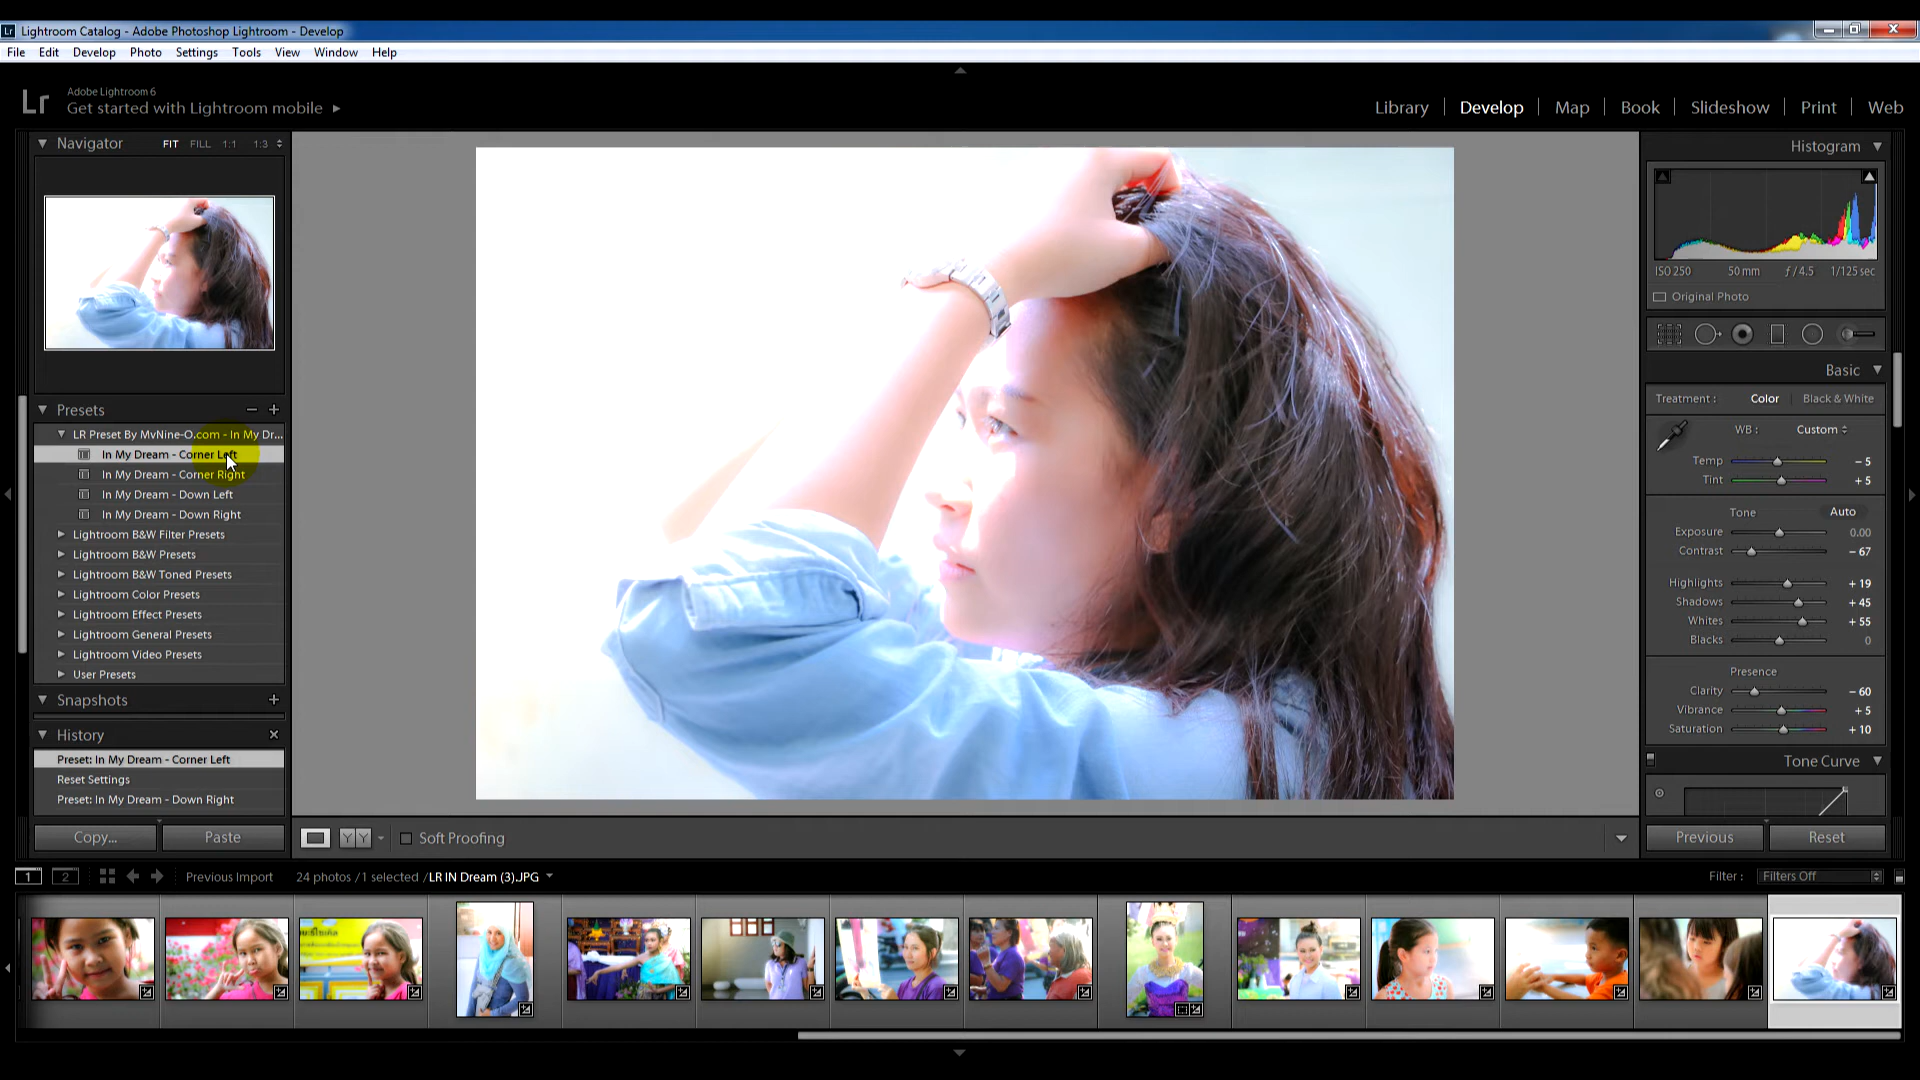 Lightroom Catalog - Adobe Photoshop Lightroom - Develop
File Edit Develop Photo Settings Tools View Window Help
Lr
Adobe Lightroom 6
Get started with Lightroom mobile
Library Develop Map Book Slideshow Print Web
Navigator FIT FILL 1:1 1:3
Presets
LR Preset By MvNine-O.com - In My Dr...
In My Dream - Corner Left
In My Dream - Corner Right
In My Dream - Down Left
In My Dream - Down Right
Lightroom B&W Filter Presets
Lightroom B&W Presets
Lightroom B&W Toned Presets
Lightroom Color Presets
Lightroom Effect Presets
Lightroom General Presets
Lightroom Video Presets
User Presets
Snapshots
History
Preset: In My Dream - Corner Left
Reset Settings
Preset: In My Dream - Down Right
Copy... Paste
Y Y
Soft Proofing
Histogram
ISO 250 50 mm ƒ / 4.5 1/125 sec
Original Photo
Basic
Treatment : Color Black & White
WB : Custom
Temp – 5
Tint + 5
Tone Auto
Exposure 0.00
Contrast – 67
Highlights + 19
Shadows + 45
Whites + 55
Blacks 0
Presence
Clarity – 60
Vibrance + 5
Saturation + 10
Tone Curve
Previous Reset
1 2 Previous Import 24 photos / 1 selected / LR IN Dream (3).JPG
Filter : Filters Off